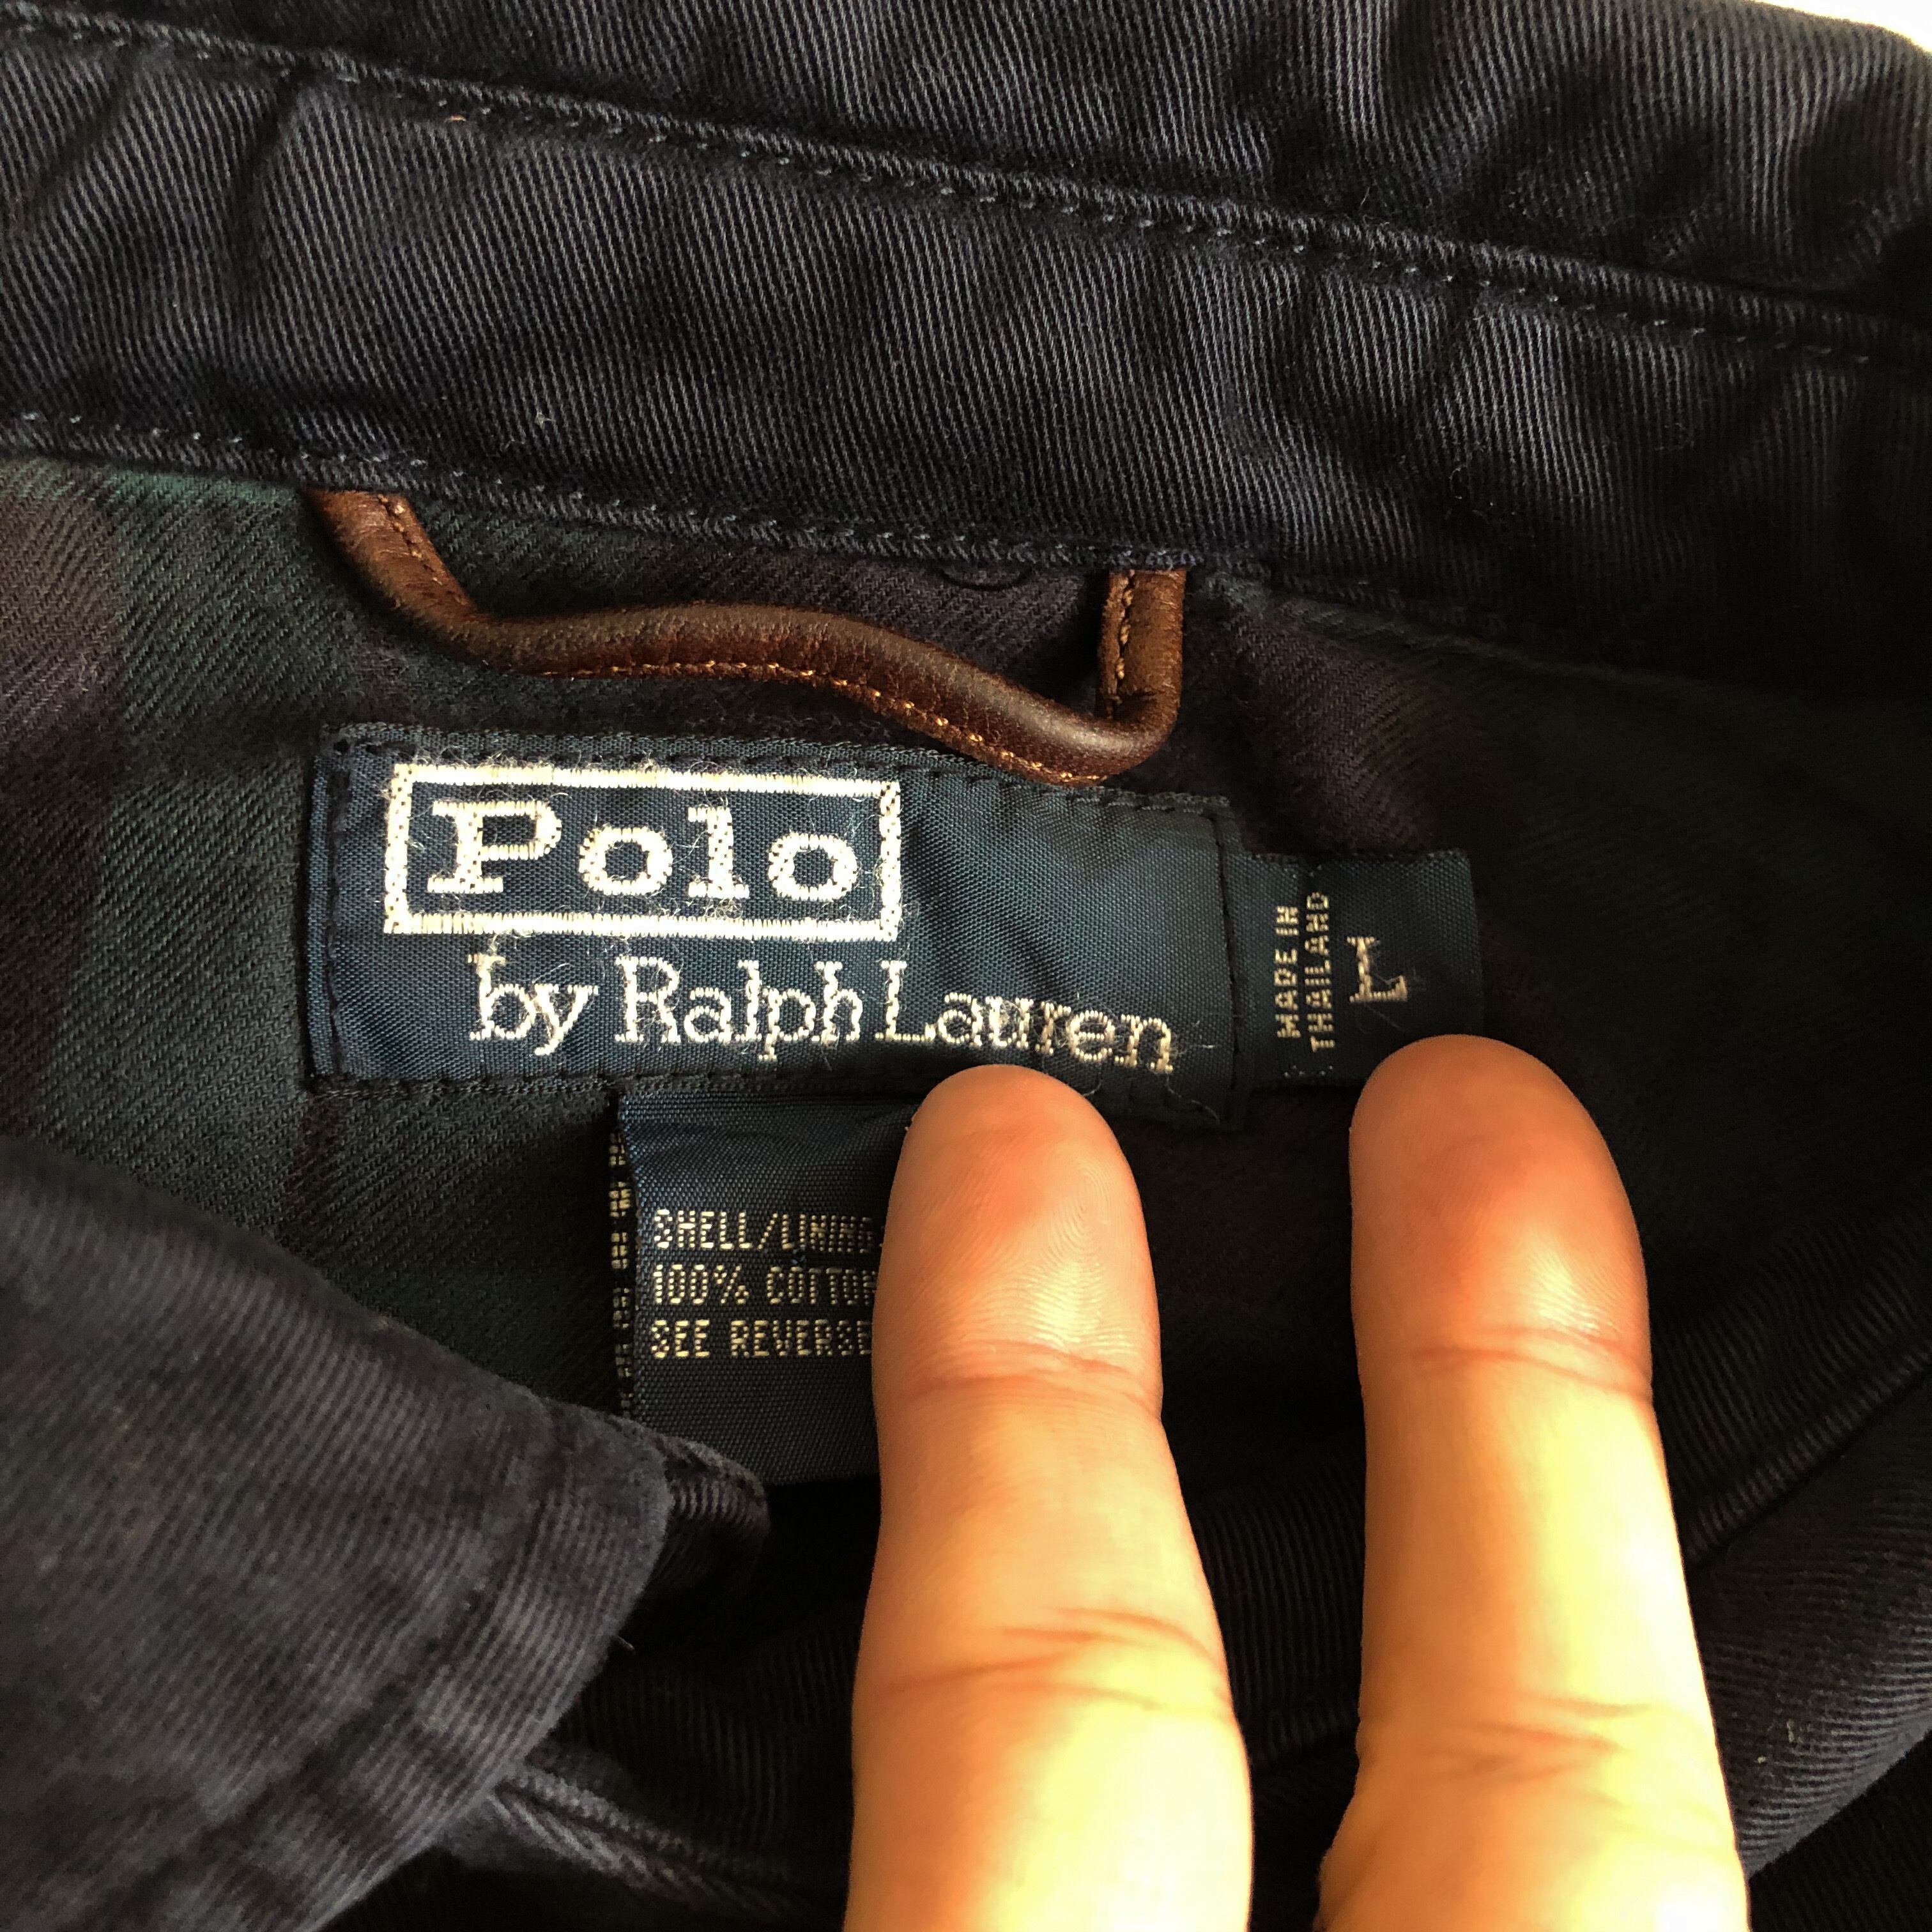 Polo
by Ralph Lauren
MADE IN
THAILAND
L
SHELL/LINING:
100% COTTON
SEE REVERSE